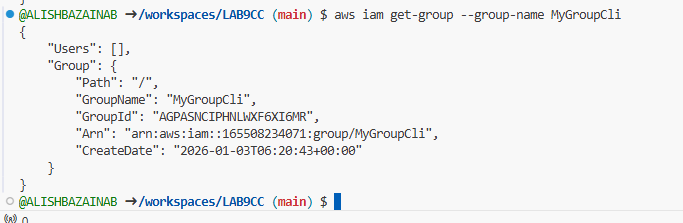 @ALISHBAZAINAB ➜/workspaces/LAB9CC (main) $ aws iam get-group --group-name MyGroupCli
{
    "Users": [],
    "Group": {
        "Path": "/",
        "GroupName": "MyGroupCli",
        "GroupId": "AGPASNCIPHNLWXF6XI6MR",
        "Arn": "arn:aws:iam::165508234071:group/MyGroupCli",
        "CreateDate": "2026-01-03T06:20:43+00:00"
    }
}
@ALISHBAZAINAB ➜/workspaces/LAB9CC (main) $
0